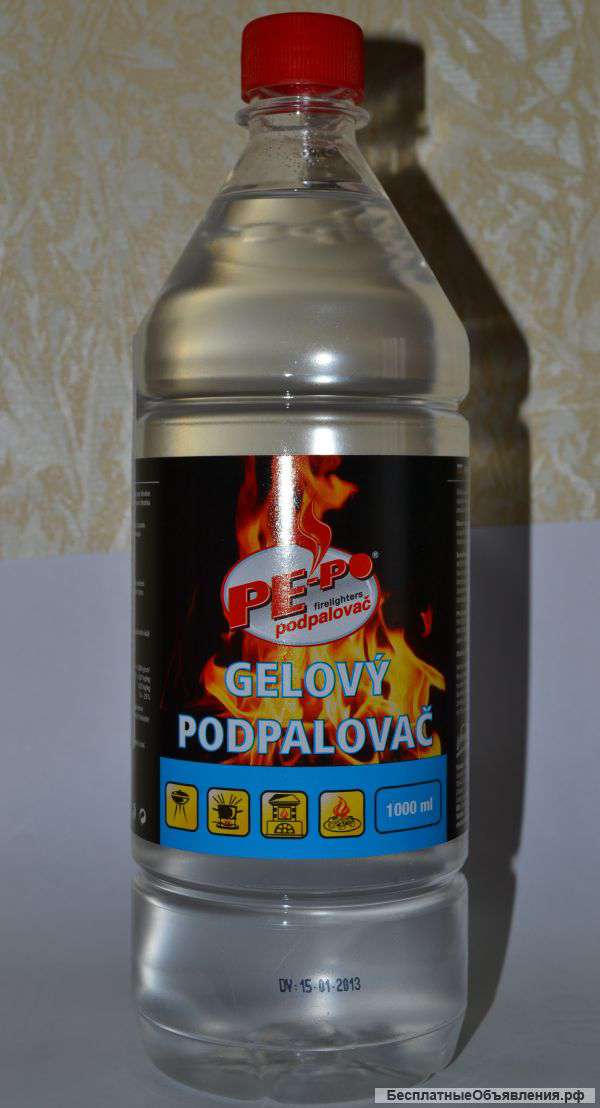 PE-PO®
firelighters
podpalovač
GELOVÝ
PODPALOVAČ
1000 ml
DV: 15-01-2013
БесплатныеОбъявления.рф